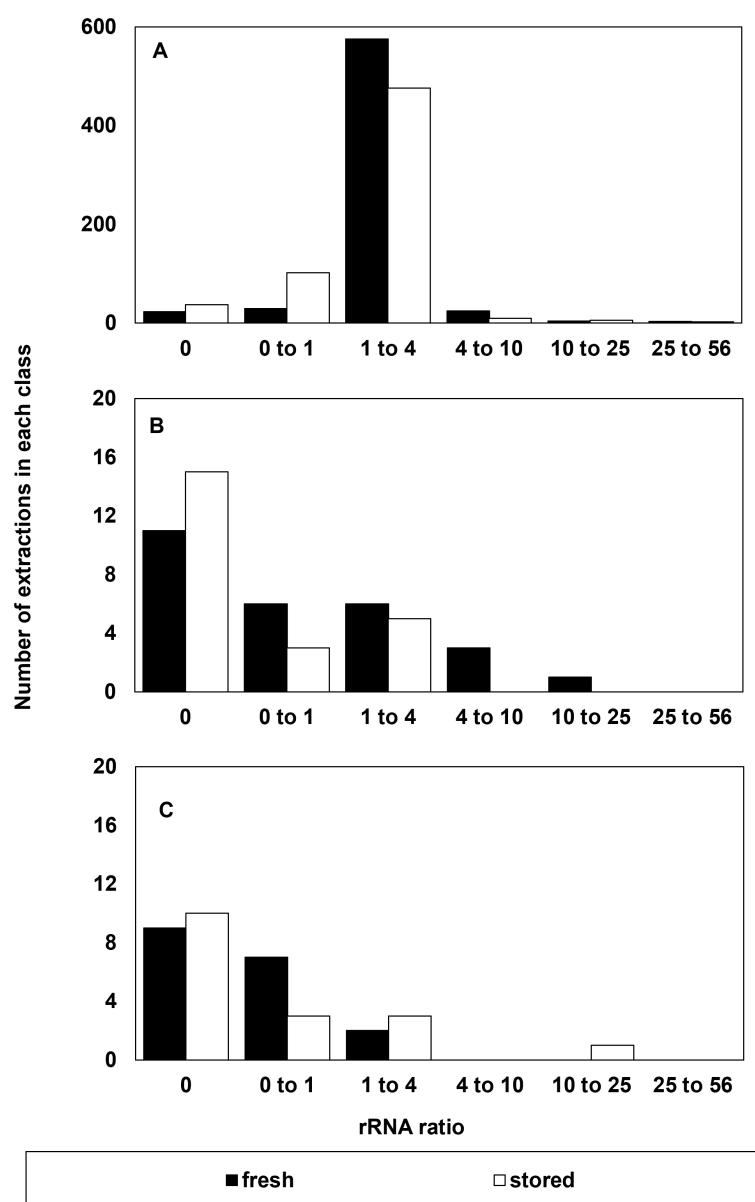 600
A
400
200
0
0 0 to 1 1 to 4 4 to 10 10 to 25 25 to 56
Number of extractions in each class
20
B
16
12
8
4
0
0 0 to 1 1 to 4 4 to 10 10 to 25 25 to 56
20
C
16
12
8
4
0
0 0 to 1 1 to 4 4 to 10 10 to 25 25 to 56
rRNA ratio
fresh stored